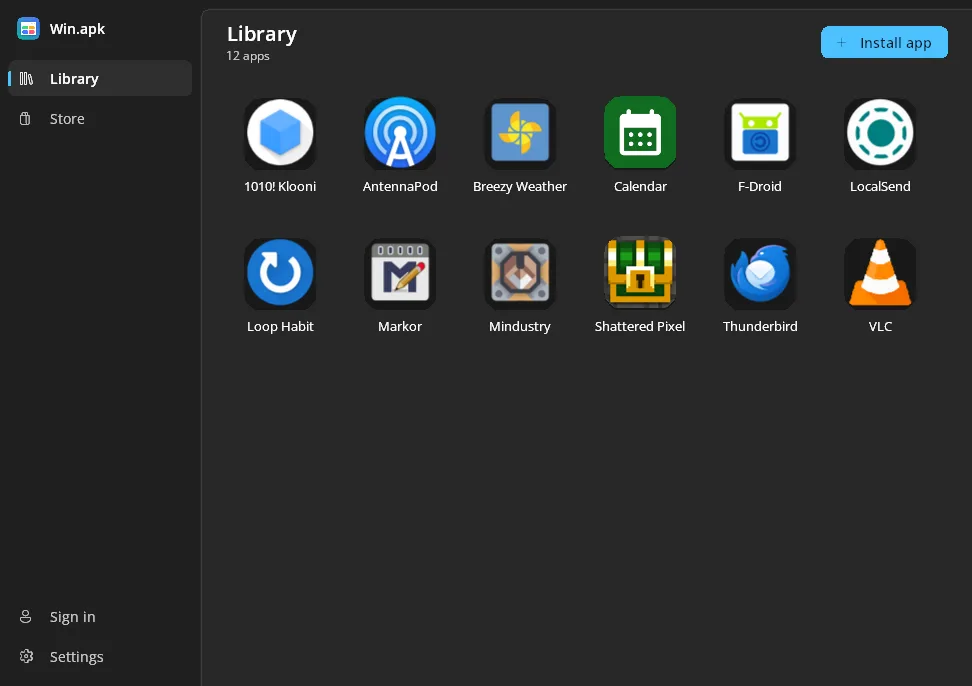 Win.apk
Library
Store
Sign in
Settings
Library
12 apps
+ Install app
1010! Klooni
AntennaPod
Breezy Weather
Calendar
F-Droid
LocalSend
Loop Habit
Markor
Mindustry
Shattered Pixel
Thunderbird
VLC